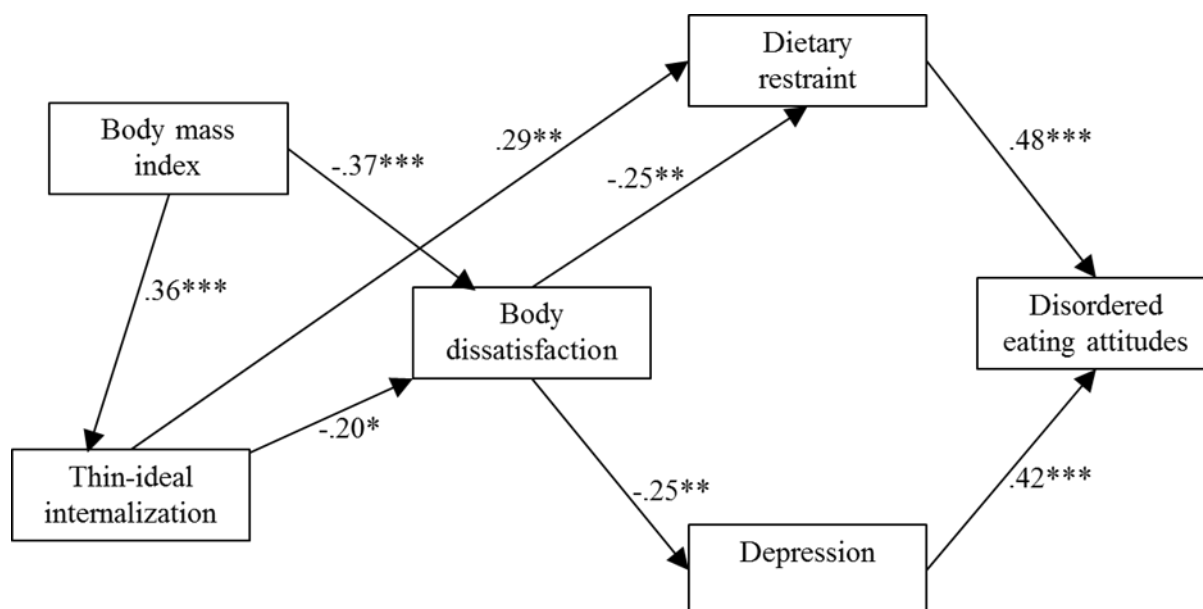 Dietary
restraint
Body mass
index
.29**
-.37***
.48***
-.25**
.36***
Body
dissatisfaction
Disordered
eating attitudes
-.20*
Thin-ideal
internalization
-.25**
.42***
Depression